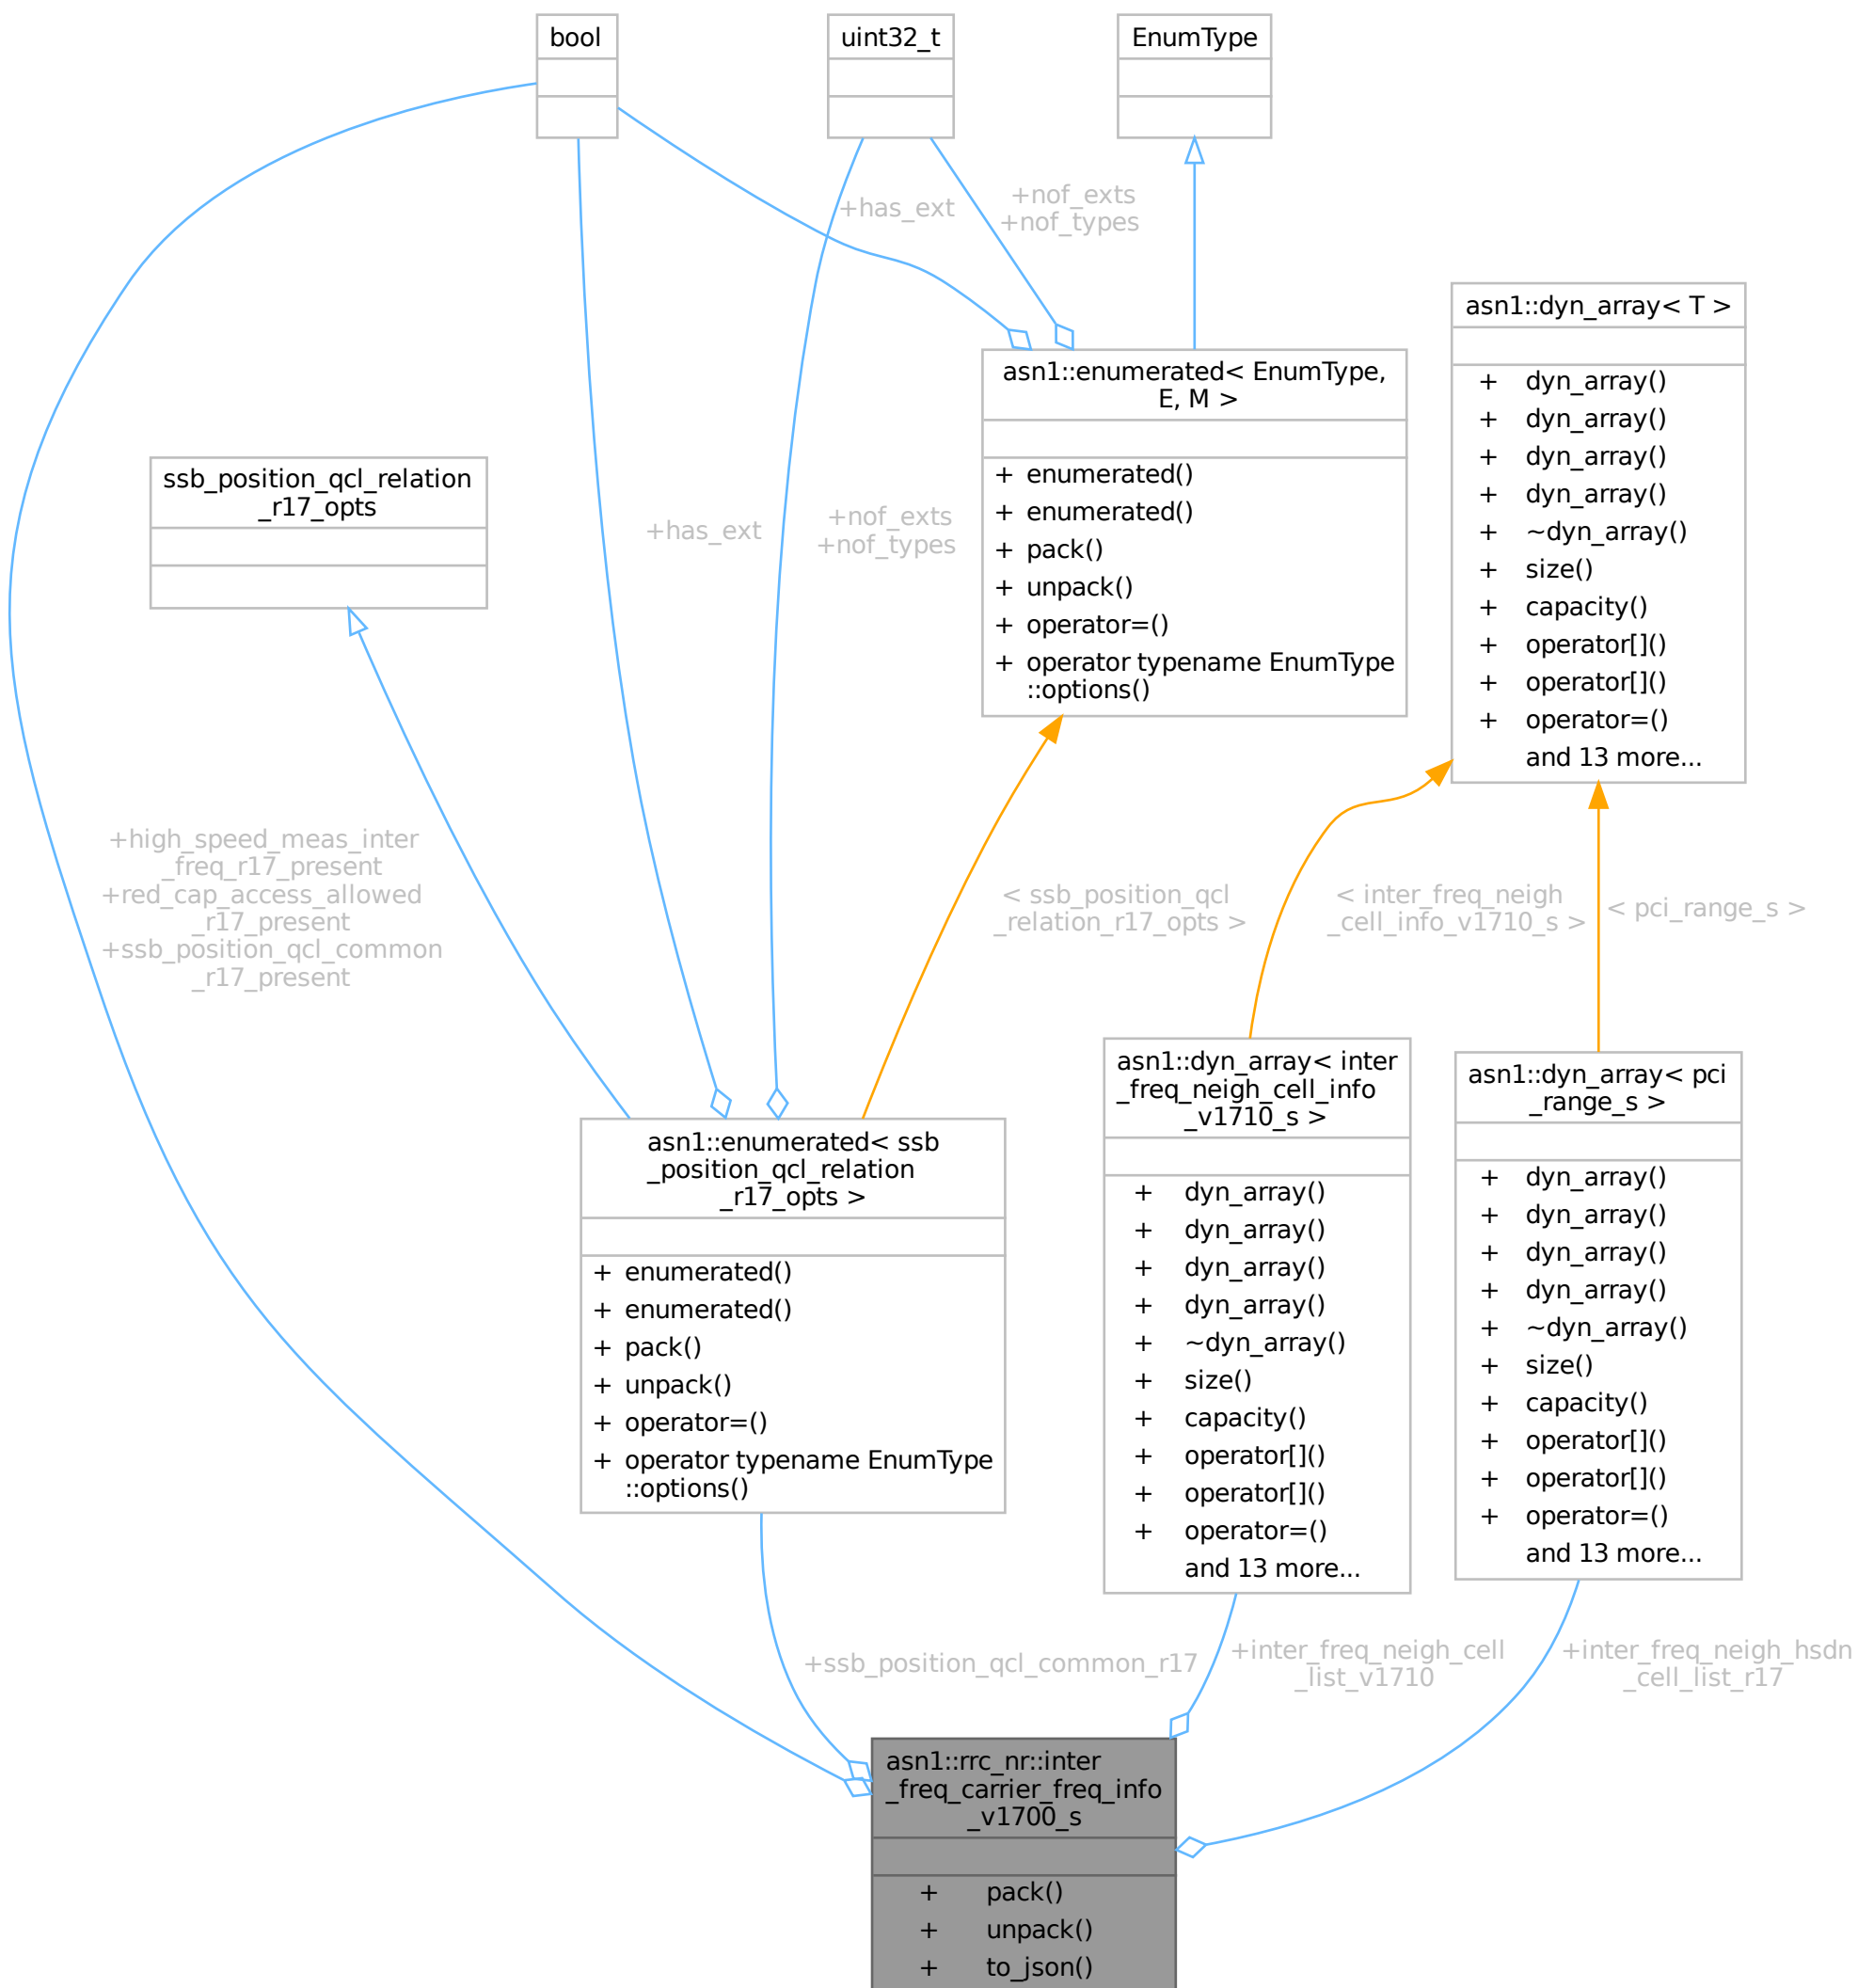 bool
uint32_t
EnumType
+has_ext
+nof_exts
+nof_types
asn1::dyn_array< T >
+ dyn_array()
+ dyn_array()
+ dyn_array()
+ dyn_array()
+ ~dyn_array()
+ size()
+ capacity()
+ operator[]()
+ operator[]()
+ operator=()
and 13 more...
asn1::enumerated< EnumType,
E, M >
+ enumerated()
+ enumerated()
+ pack()
+ unpack()
+ operator=()
+ operator typename EnumType
::options()
ssb_position_qcl_relation
_r17_opts
+has_ext
+nof_exts
+nof_types
+high_speed_meas_inter
_freq_r17_present
+red_cap_access_allowed
_r17_present
+ssb_position_qcl_common
_r17_present
< ssb_position_qcl
_relation_r17_opts >
< inter_freq_neigh
_cell_info_v1710_s >
< pci_range_s >
asn1::enumerated< ssb
_position_qcl_relation
_r17_opts >
+ enumerated()
+ enumerated()
+ pack()
+ unpack()
+ operator=()
+ operator typename EnumType
::options()
asn1::dyn_array< inter
_freq_neigh_cell_info
_v1710_s >
+ dyn_array()
+ dyn_array()
+ dyn_array()
+ dyn_array()
+ ~dyn_array()
+ size()
+ capacity()
+ operator[]()
+ operator[]()
+ operator=()
and 13 more...
asn1::dyn_array< pci
_range_s >
+ dyn_array()
+ dyn_array()
+ dyn_array()
+ dyn_array()
+ ~dyn_array()
+ size()
+ capacity()
+ operator[]()
+ operator[]()
+ operator=()
and 13 more...
+ssb_position_qcl_common_r17
+inter_freq_neigh_cell
_list_v1710
+inter_freq_neigh_hsdn
_cell_list_r17
asn1::rrc_nr::inter
_freq_carrier_freq_info
_v1700_s
+ pack()
+ unpack()
+ to_json()